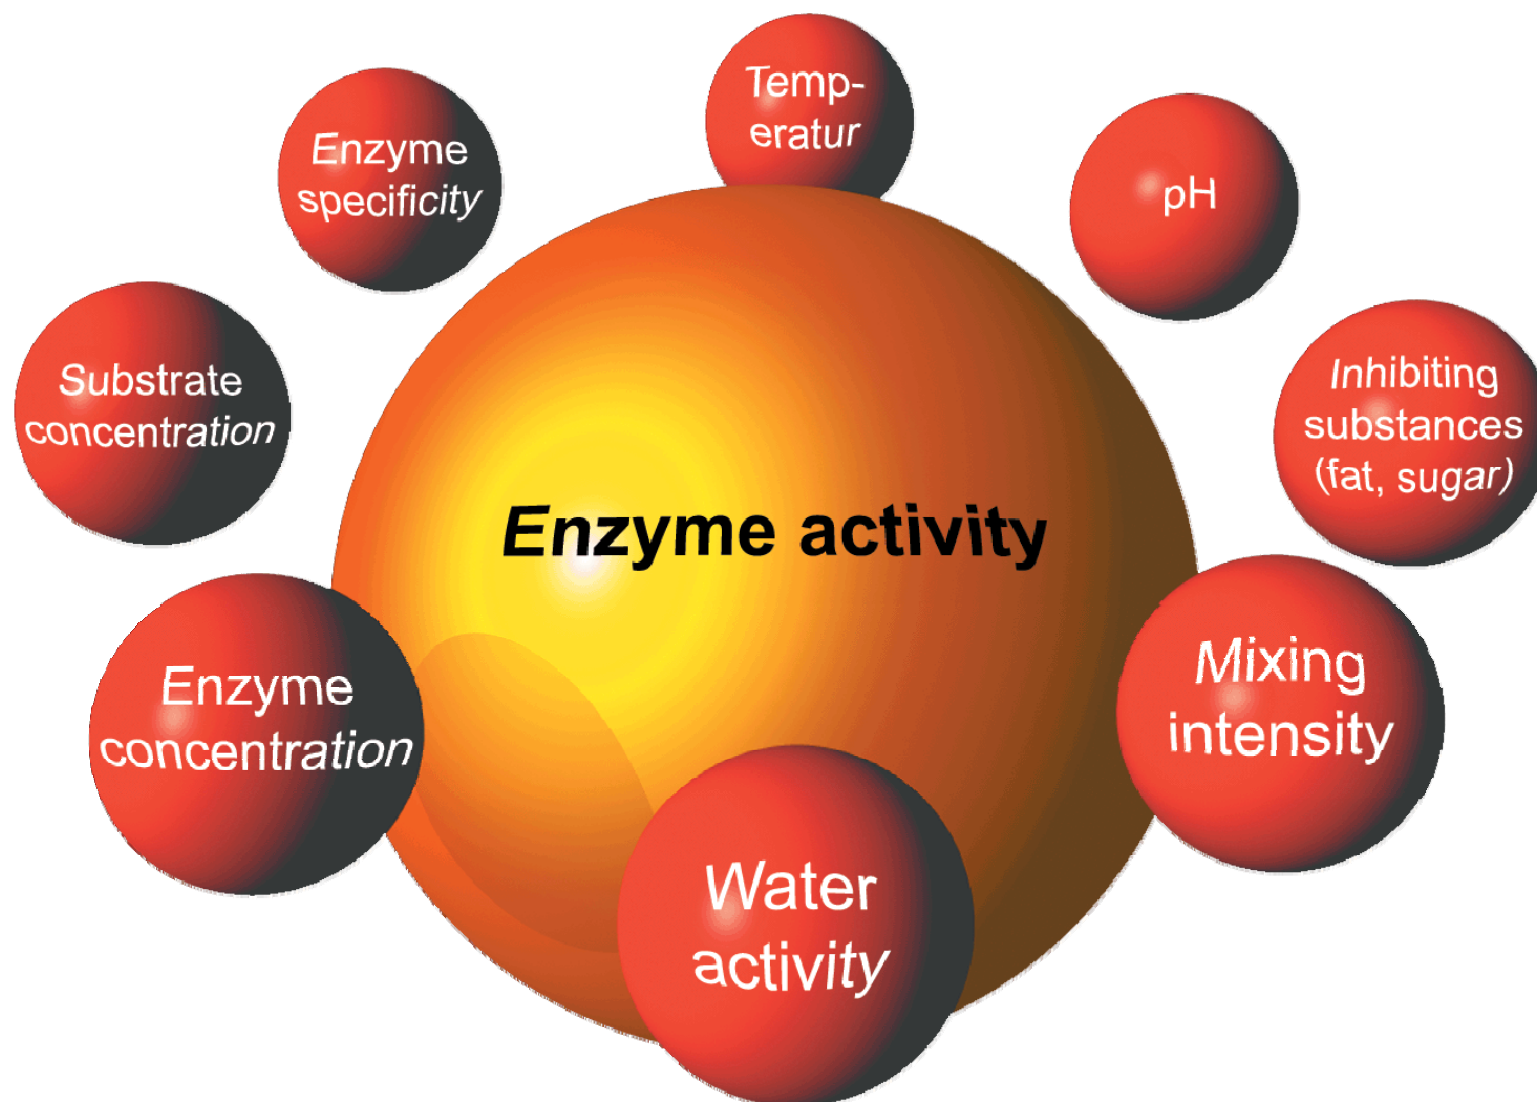 Temp-
eratur
Enzyme
specificity
pH
Substrate
concentration
Inhibiting
substances
(fat, sugar)
Enzyme activity
Enzyme
concentration
Mixing
intensity
Water
activity